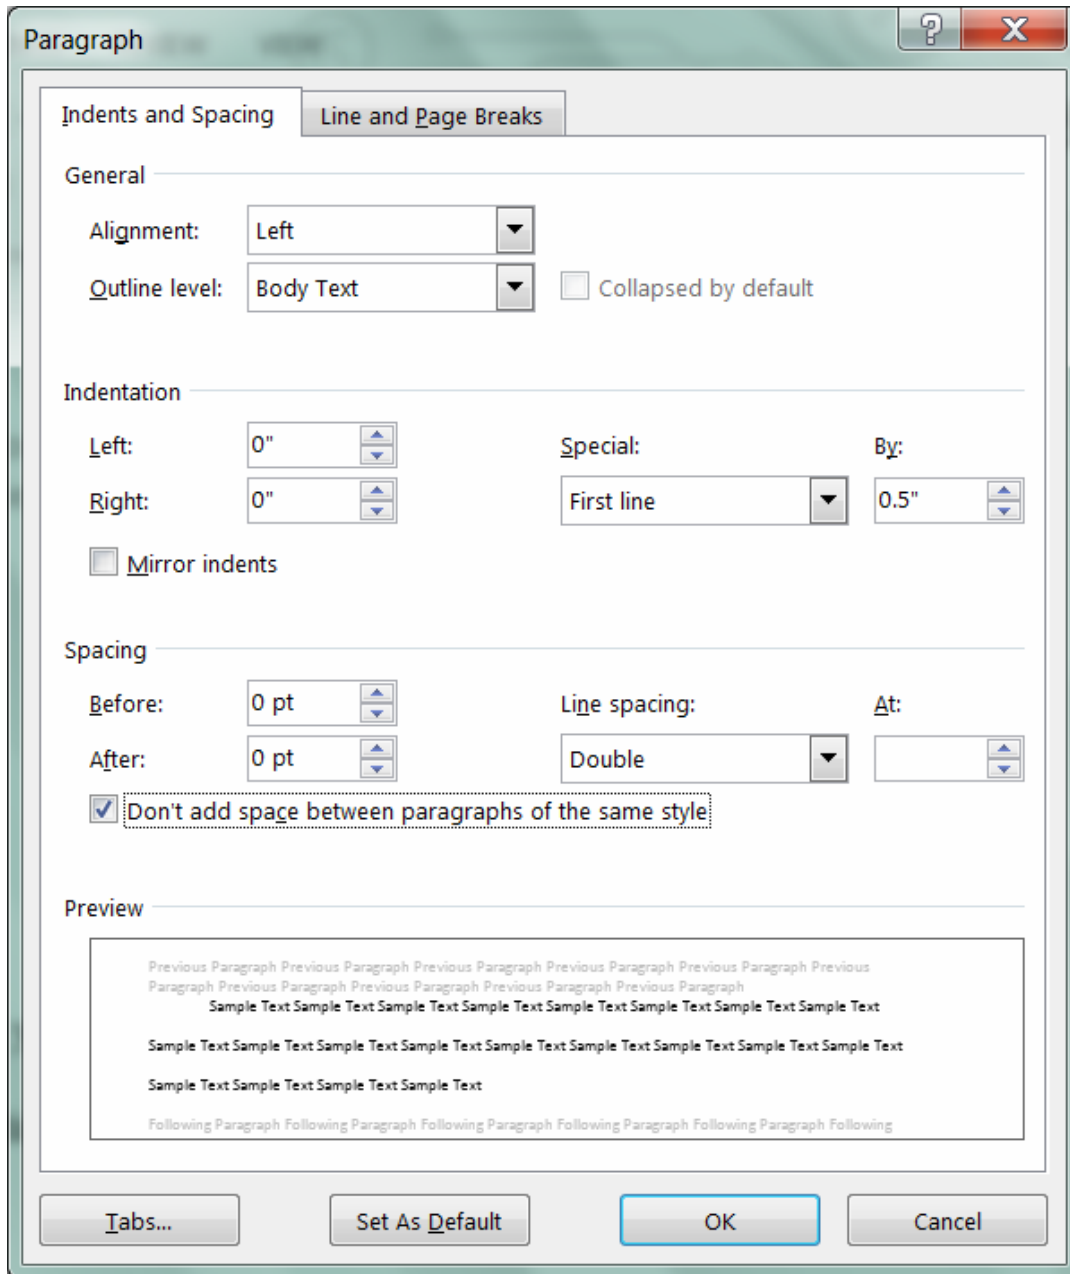 Paragraph
Indents and Spacing
Line and Page Breaks
General
Alignment: Left
Outline level: Body Text Collapsed by default
Indentation
Left: 0" Special: By:
Right: 0" First line 0.5"
Mirror indents
Spacing
Before: 0 pt Line spacing: At:
After: 0 pt Double
Don't add space between paragraphs of the same style
Preview
Previous Paragraph Previous Paragraph Previous Paragraph Previous Paragraph Previous Paragraph Previous
Paragraph Previous Paragraph Previous Paragraph Previous Paragraph Previous Paragraph
Sample Text Sample Text Sample Text Sample Text Sample Text Sample Text Sample Text Sample Text
Sample Text Sample Text Sample Text Sample Text Sample Text Sample Text Sample Text Sample Text Sample Text
Sample Text Sample Text Sample Text Sample Text
Following Paragraph Following Paragraph Following Paragraph Following Paragraph Following Paragraph Following
Tabs... Set As Default OK Cancel